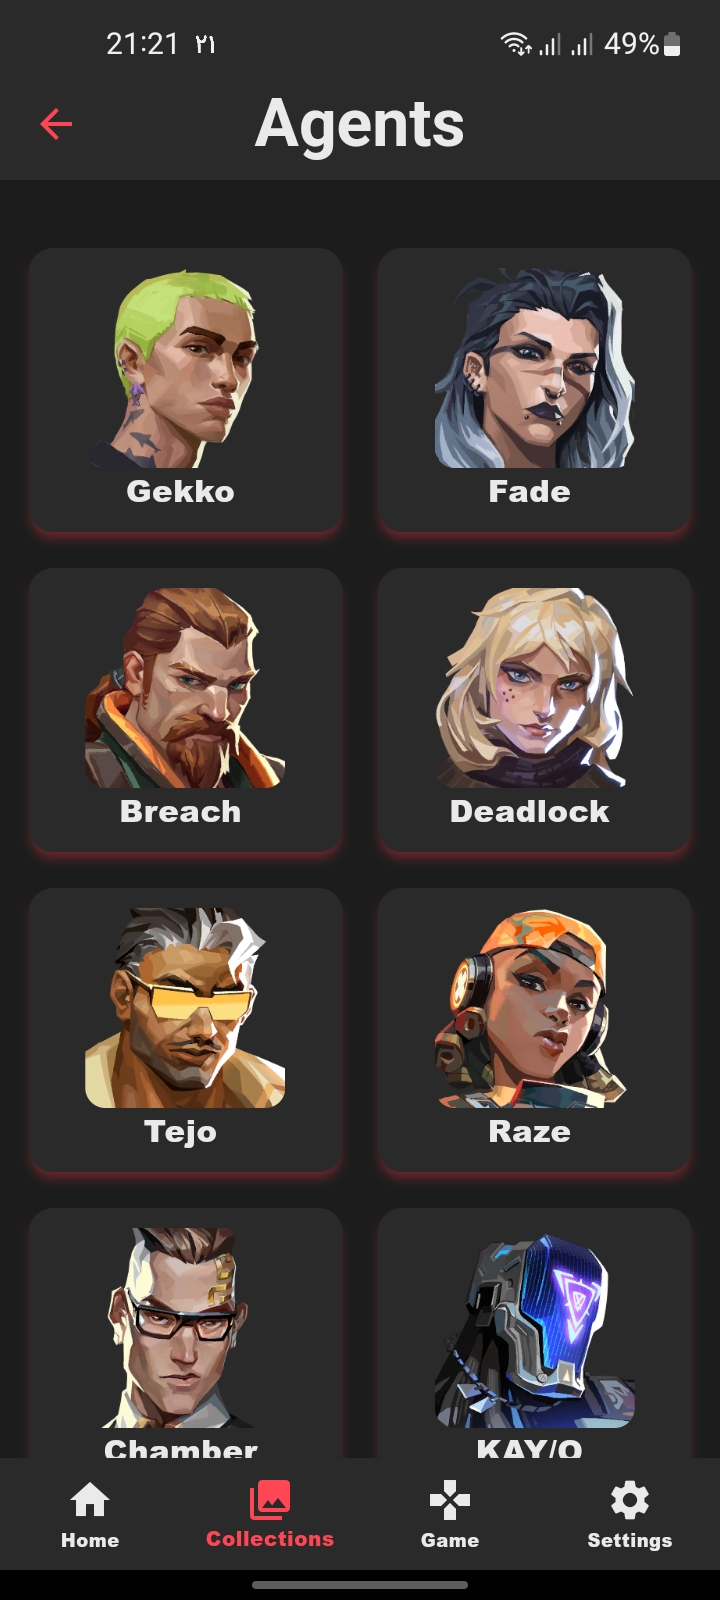 21:21 ٢١ 49%
Agents
Gekko Fade
Breach Deadlock
Tejo Raze
Chamber KAY/O
Home Collections Game Settings